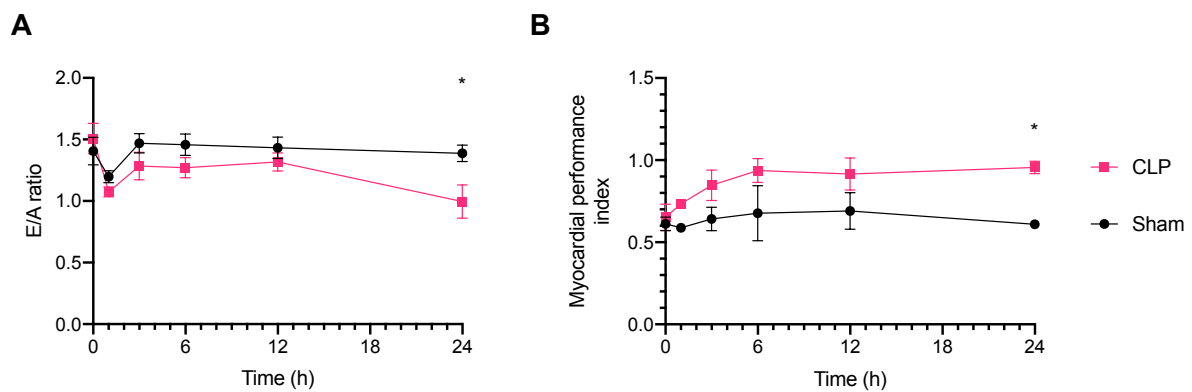 A
E/A ratio
2.0
1.5
1.0
0.5
0.0
*
0 6 12 18 24
Time (h)
B
Myocardial performance
index
1.5
1.0
0.5
0.0
*
0 6 12 18 24
Time (h)
CLP
Sham